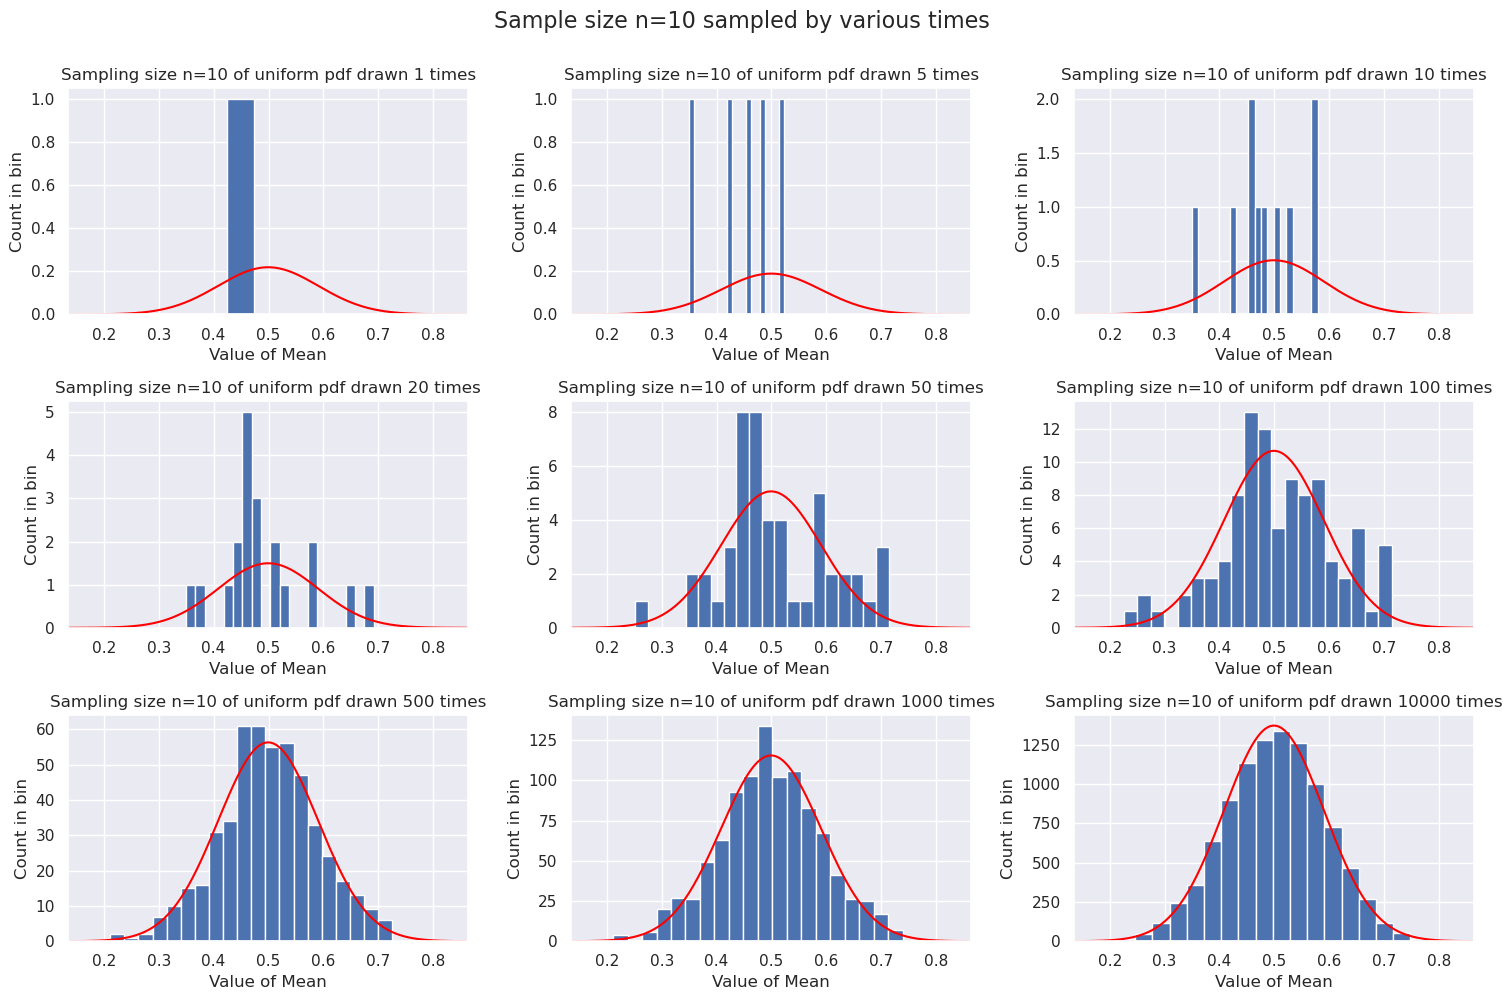 Sample size n=10 sampled by various times
Sampling size n=10 of uniform pdf drawn 1 times
1.0
0.8
0.6
0.4
0.2
0.0
Count in bin
0.2 0.3 0.4 0.5 0.6 0.7 0.8
Value of Mean
Sampling size n=10 of uniform pdf drawn 5 times
1.0
0.8
0.6
0.4
0.2
0.0
Count in bin
0.2 0.3 0.4 0.5 0.6 0.7 0.8
Value of Mean
Sampling size n=10 of uniform pdf drawn 10 times
2.0
1.5
1.0
0.5
0.0
Count in bin
0.2 0.3 0.4 0.5 0.6 0.7 0.8
Value of Mean
Sampling size n=10 of uniform pdf drawn 20 times
5
4
3
2
1
0
Count in bin
0.2 0.3 0.4 0.5 0.6 0.7 0.8
Value of Mean
Sampling size n=10 of uniform pdf drawn 50 times
8
6
4
2
0
Count in bin
0.2 0.3 0.4 0.5 0.6 0.7 0.8
Value of Mean
Sampling size n=10 of uniform pdf drawn 100 times
12
10
8
6
4
2
0
Count in bin
0.2 0.3 0.4 0.5 0.6 0.7 0.8
Value of Mean
Sampling size n=10 of uniform pdf drawn 500 times
60
50
40
30
20
10
0
Count in bin
0.2 0.3 0.4 0.5 0.6 0.7 0.8
Value of Mean
Sampling size n=10 of uniform pdf drawn 1000 times
125
100
75
50
25
0
Count in bin
0.2 0.3 0.4 0.5 0.6 0.7 0.8
Value of Mean
Sampling size n=10 of uniform pdf drawn 10000 times
1250
1000
750
500
250
0
Count in bin
0.2 0.3 0.4 0.5 0.6 0.7 0.8
Value of Mean